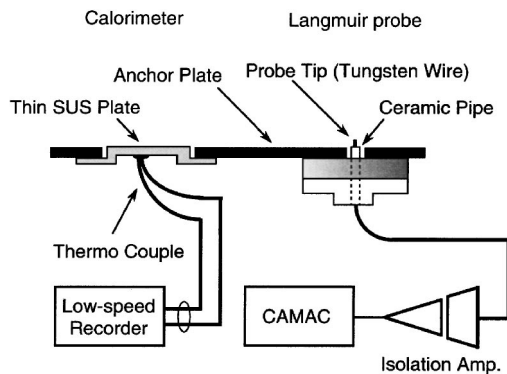 Calorimeter
Langmuir probe
Anchor Plate
Probe Tip (Tungsten Wire)
Thin SUS Plate
Ceramic Pipe
Thermo Couple
Low-speed
Recorder
CAMAC
Isolation Amp.